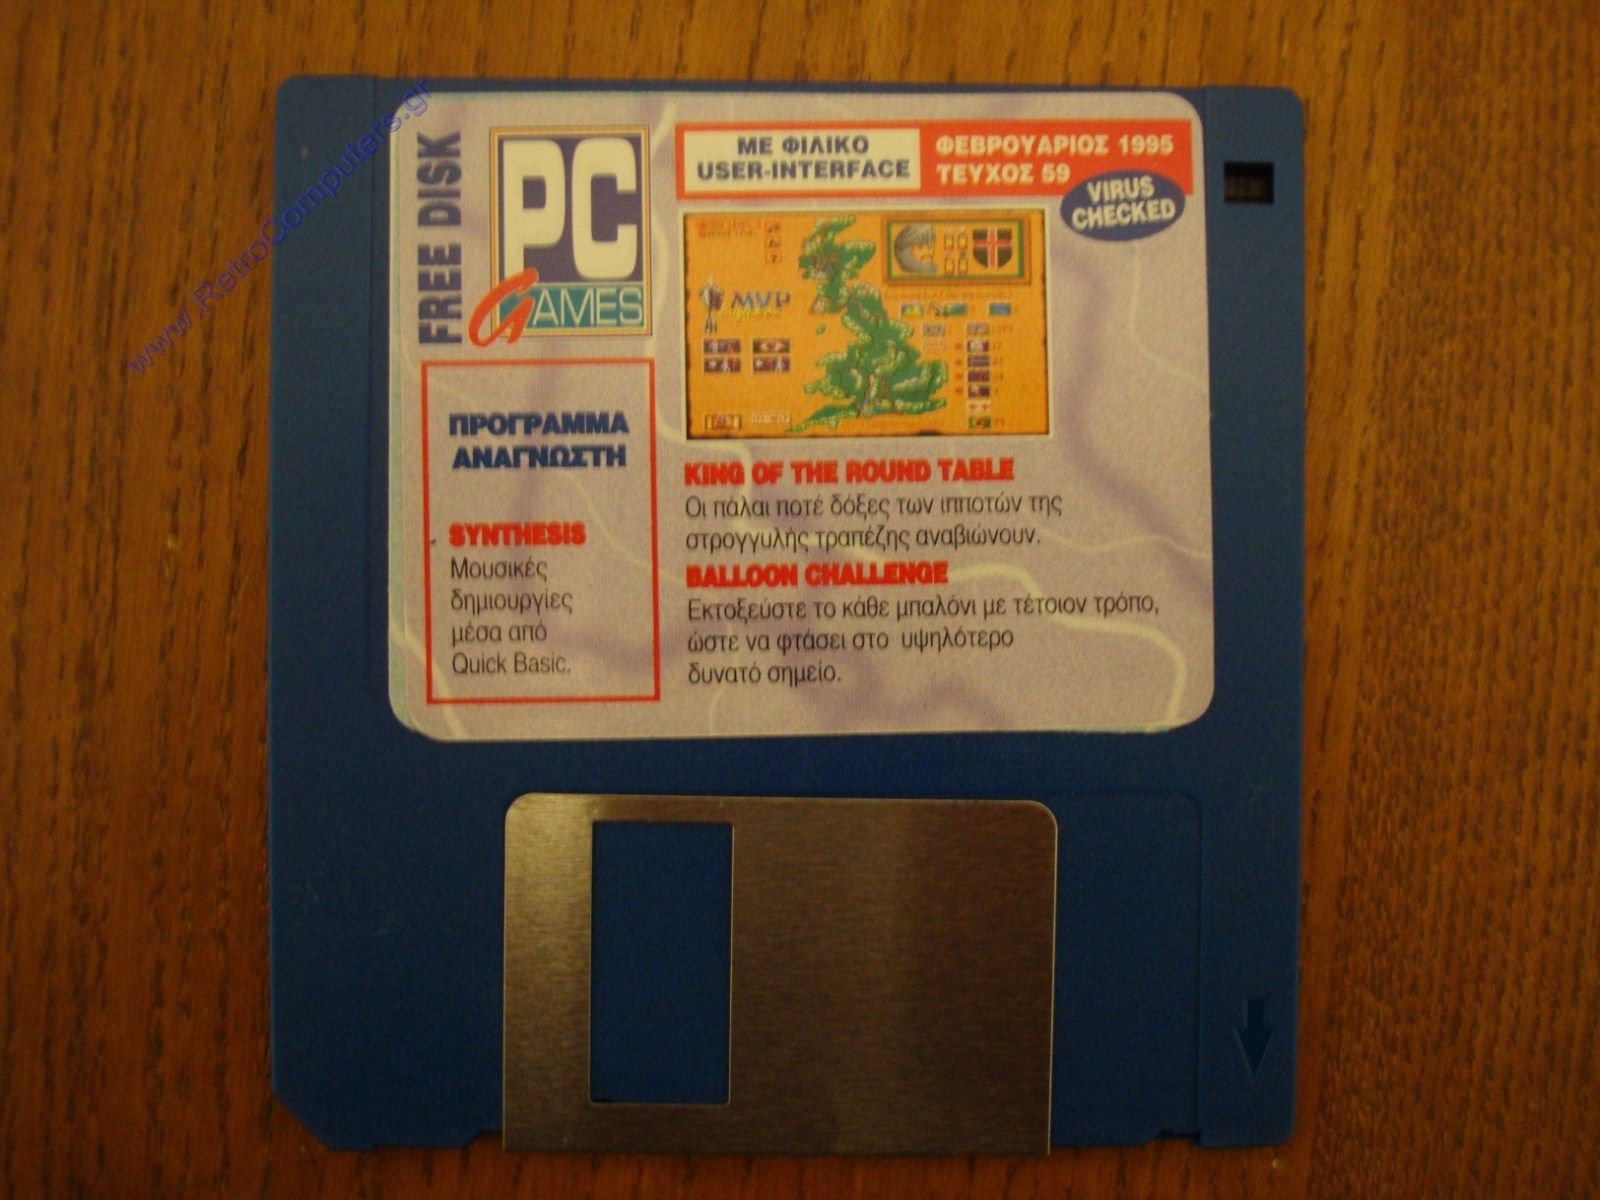 www.RetroComputers.gr
FREE DISK
PC
GAMES
ΜΕ ΦΙΛΙΚΟ
USER-INTERFACE
ΦΕΒΡΟΥΑΡΙΟΣ 1995
ΤΕΥΧΟΣ 59
VIRUS
CHECKED
MVP
ΠΡΟΓΡΑΜΜΑ
ΑΝΑΓΝΩΣΤΗ
SYNTHESIS
Μουσικές
δημιουργίες
μέσα από
Quick Basic.
KING OF THE ROUND TABLE
Οι πάλαι ποτέ δόξες των ιπποτών της
στρογγυλής τραπέζης αναβιώνουν.
BALLOON CHALLENGE
Εκτοξεύστε το κάθε μπαλόνι με τέτοιον τρόπο,
ώστε να φτάσει στο υψηλότερο
δυνατό σημείο.